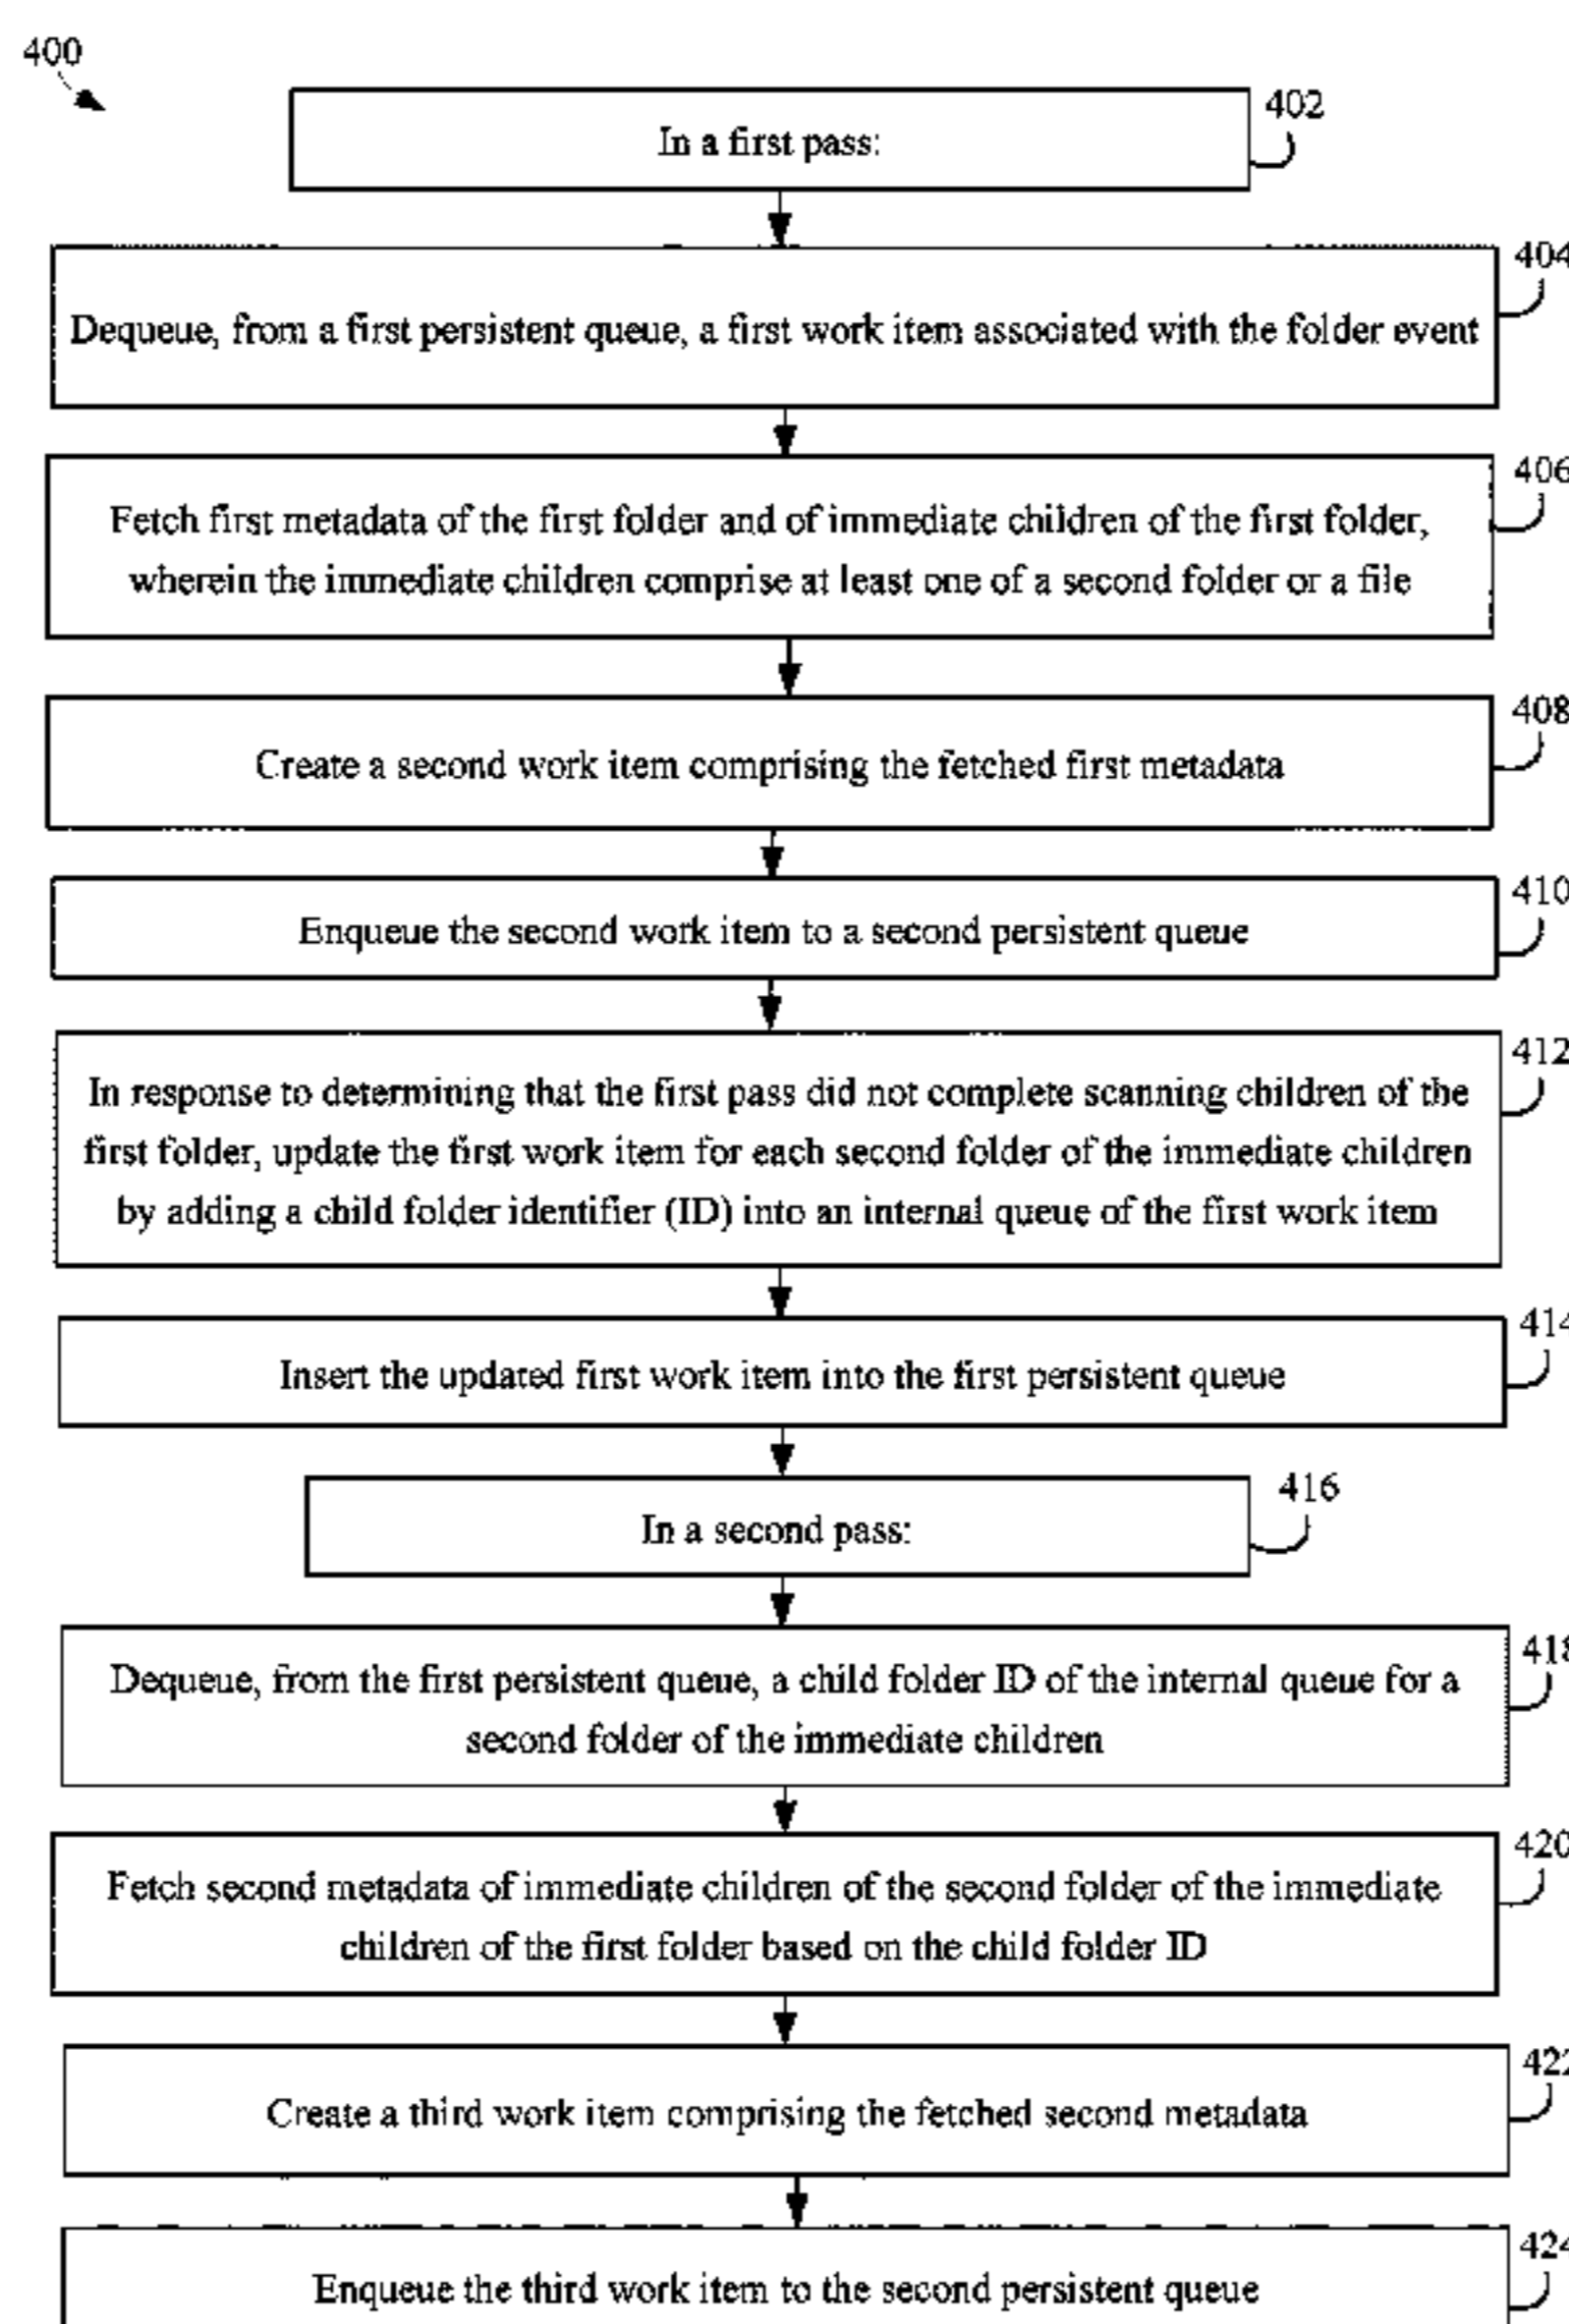 400
402
In a first pass:
404
Dequeue, from a first persistent queue, a first work item associated with the folder event
406
Fetch first metadata of the first folder and of immediate children of the first folder,
wherein the immediate children comprise at least one of a second folder or a file
408
Create a second work item comprising the fetched first metadata
410
Enqueue the second work item to a second persistent queue
412
In response to determining that the first pass did not complete scanning children of the
first folder, update the first work item for each second folder of the immediate children
by adding a child folder identifier (ID) into an internal queue of the first work item
414
Insert the updated first work item into the first persistent queue
416
In a second pass:
418
Dequeue, from the first persistent queue, a child folder ID of the internal queue for a
second folder of the immediate children
420
Fetch second metadata of immediate children of the second folder of the immediate
children of the first folder based on the child folder ID
422
Create a third work item comprising the fetched second metadata
424
Enqueue the third work item to the second persistent queue